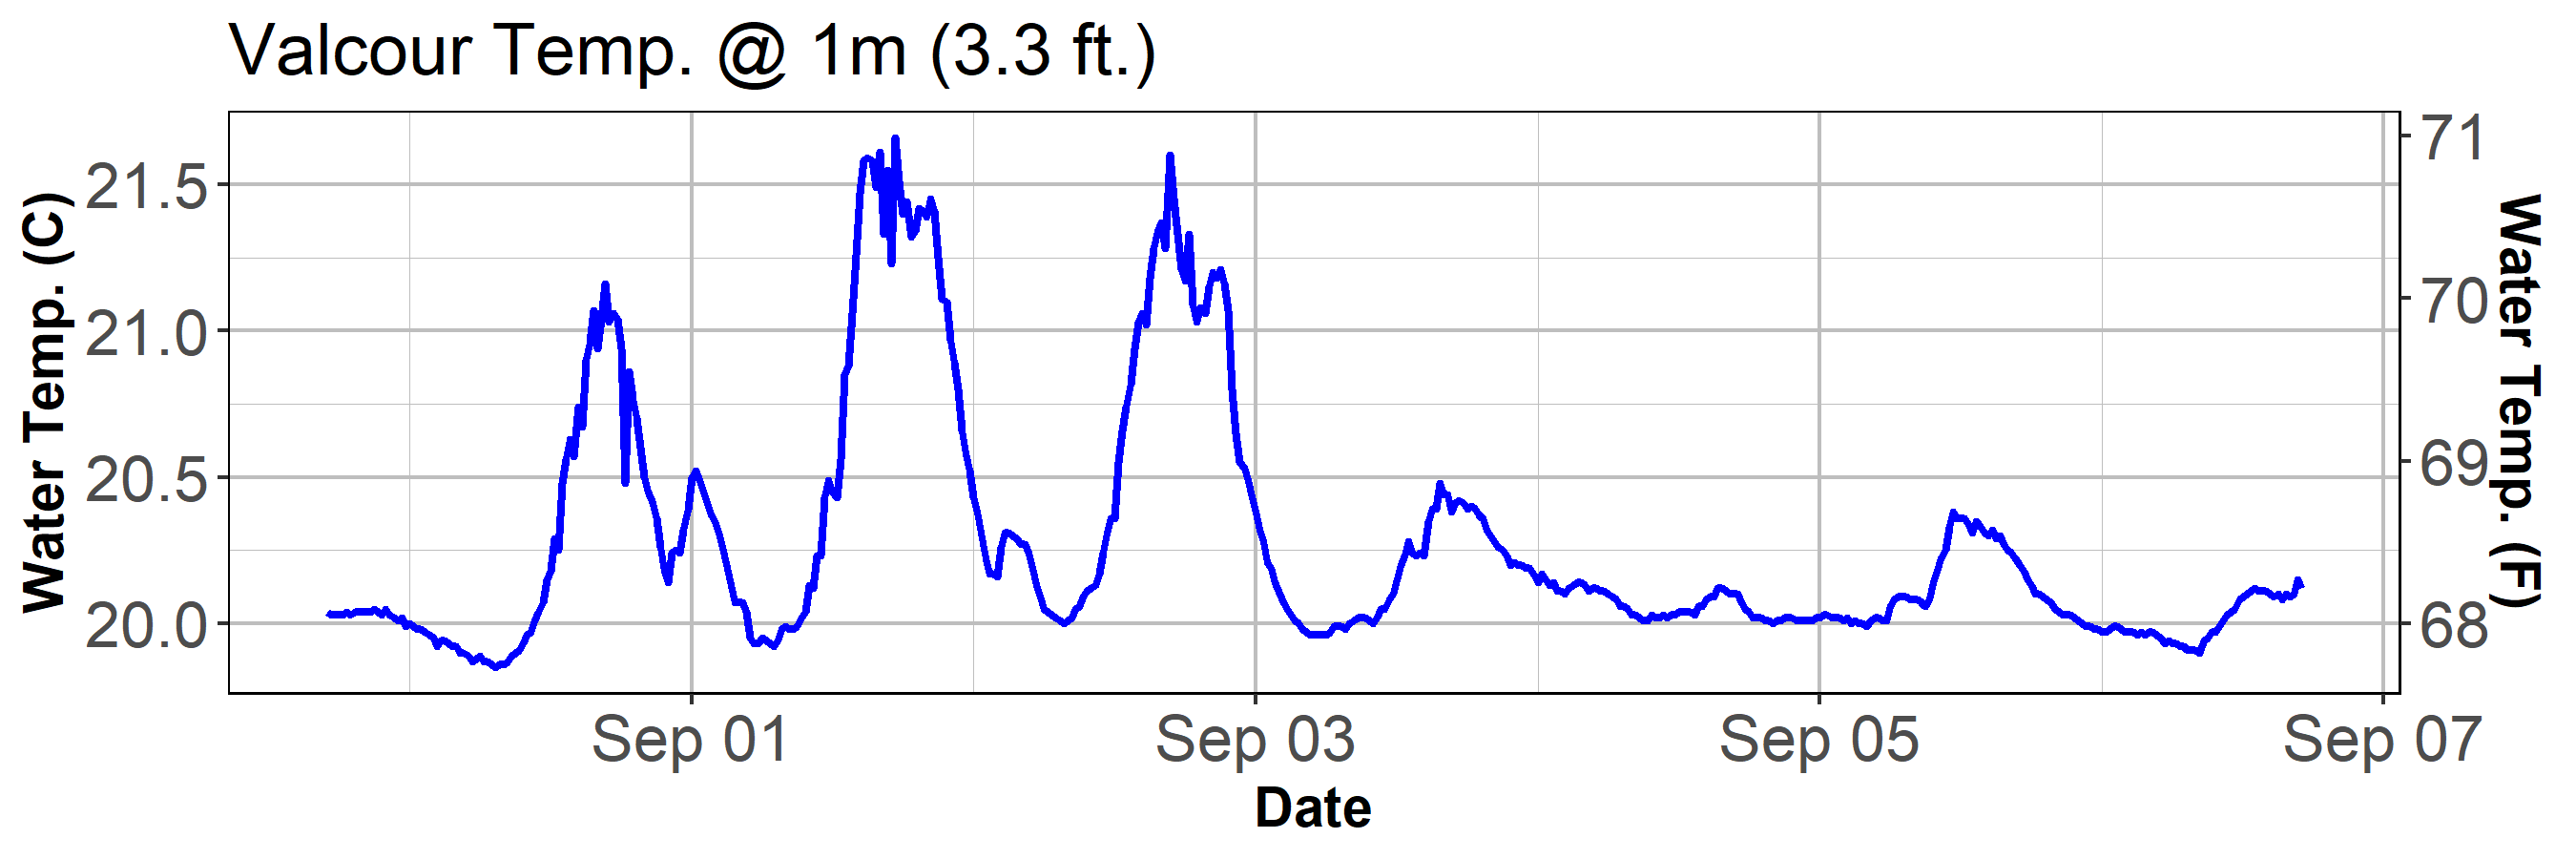 Valcour Temp. @ 1m (3.3 ft.)
Water Temp. (C)
21.5
21.0
20.5
20.0
71
70
69
68
Water Temp. (F)
Sep 01
Sep 03
Sep 05
Sep 07
Date